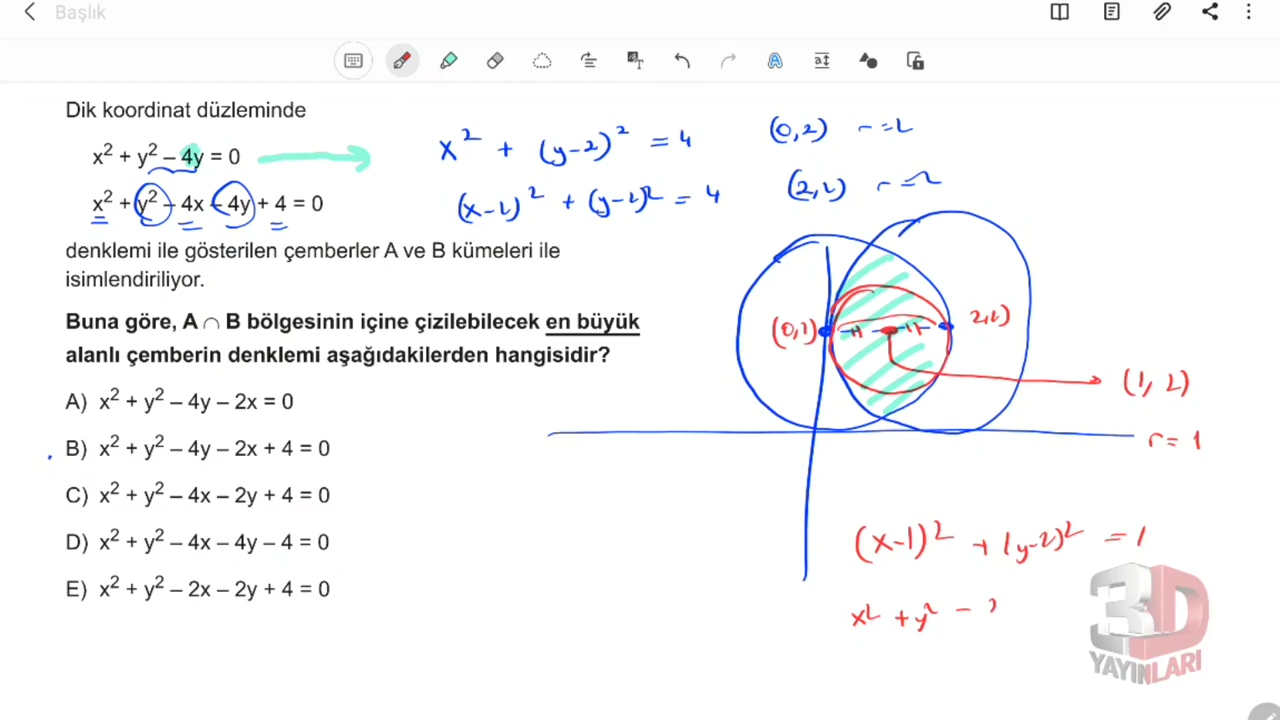 Başlık
Dik koordinat düzleminde
x² + y² – 4y = 0
x² + y² – 4x – 4y + 4 = 0
denklemi ile gösterilen çemberler A ve B kümeleri ile
isimlendiriliyor.
Buna göre, A ∩ B bölgesinin içine çizilebilecek en büyük
alanlı çemberin denklemi aşağıdakilerden hangisidir?
A) x² + y² – 4y – 2x = 0
B) x² + y² – 4y – 2x + 4 = 0
C) x² + y² – 4x – 2y + 4 = 0
D) x² + y² – 4x – 4y – 4 = 0
E) x² + y² – 2x – 2y + 4 = 0
x² + (y-2)² = 4 (0,2) r=2
(x-2)² + (y-2)² = 4 (2,2) r=2
(0,2) 2,2)
(1, 2)
r = 1
(x-1)² + (y-2)² = 1
x² + y² -
3D
YAYINLARI